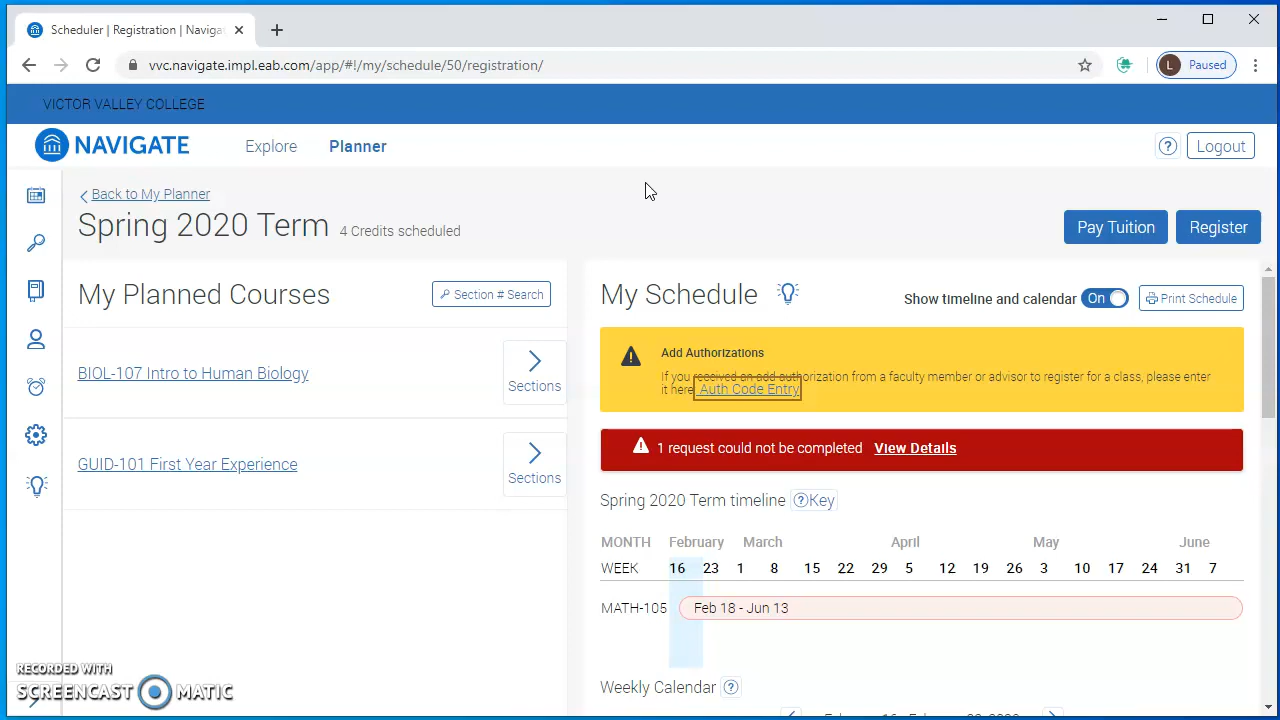 Scheduler | Registration | Naviga
vvc.navigate.impl.eab.com/app/#!/my/schedule/50/registration/
L Paused
VICTOR VALLEY COLLEGE
NAVIGATE
Explore
Planner
?
Logout
Back to My Planner
Spring 2020 Term 4 Credits scheduled
Pay Tuition
Register
My Planned Courses
Section # Search
BIOL-107 Intro to Human Biology
Sections
GUID-101 First Year Experience
Sections
My Schedule
Show timeline and calendar On
Print Schedule
Add Authorizations
If you received an add authorization from a faculty member or advisor to register for a class, please enter
it here Auth Code Entry
1 request could not be completed View Details
Spring 2020 Term timeline ?Key
MONTH February March April May June
WEEK 16 23 1 8 15 22 29 5 12 19 26 3 10 17 24 31 7
MATH-105 Feb 18 - Jun 13
Weekly Calendar ?
RECORDED WITH
SCREENCAST MATIC